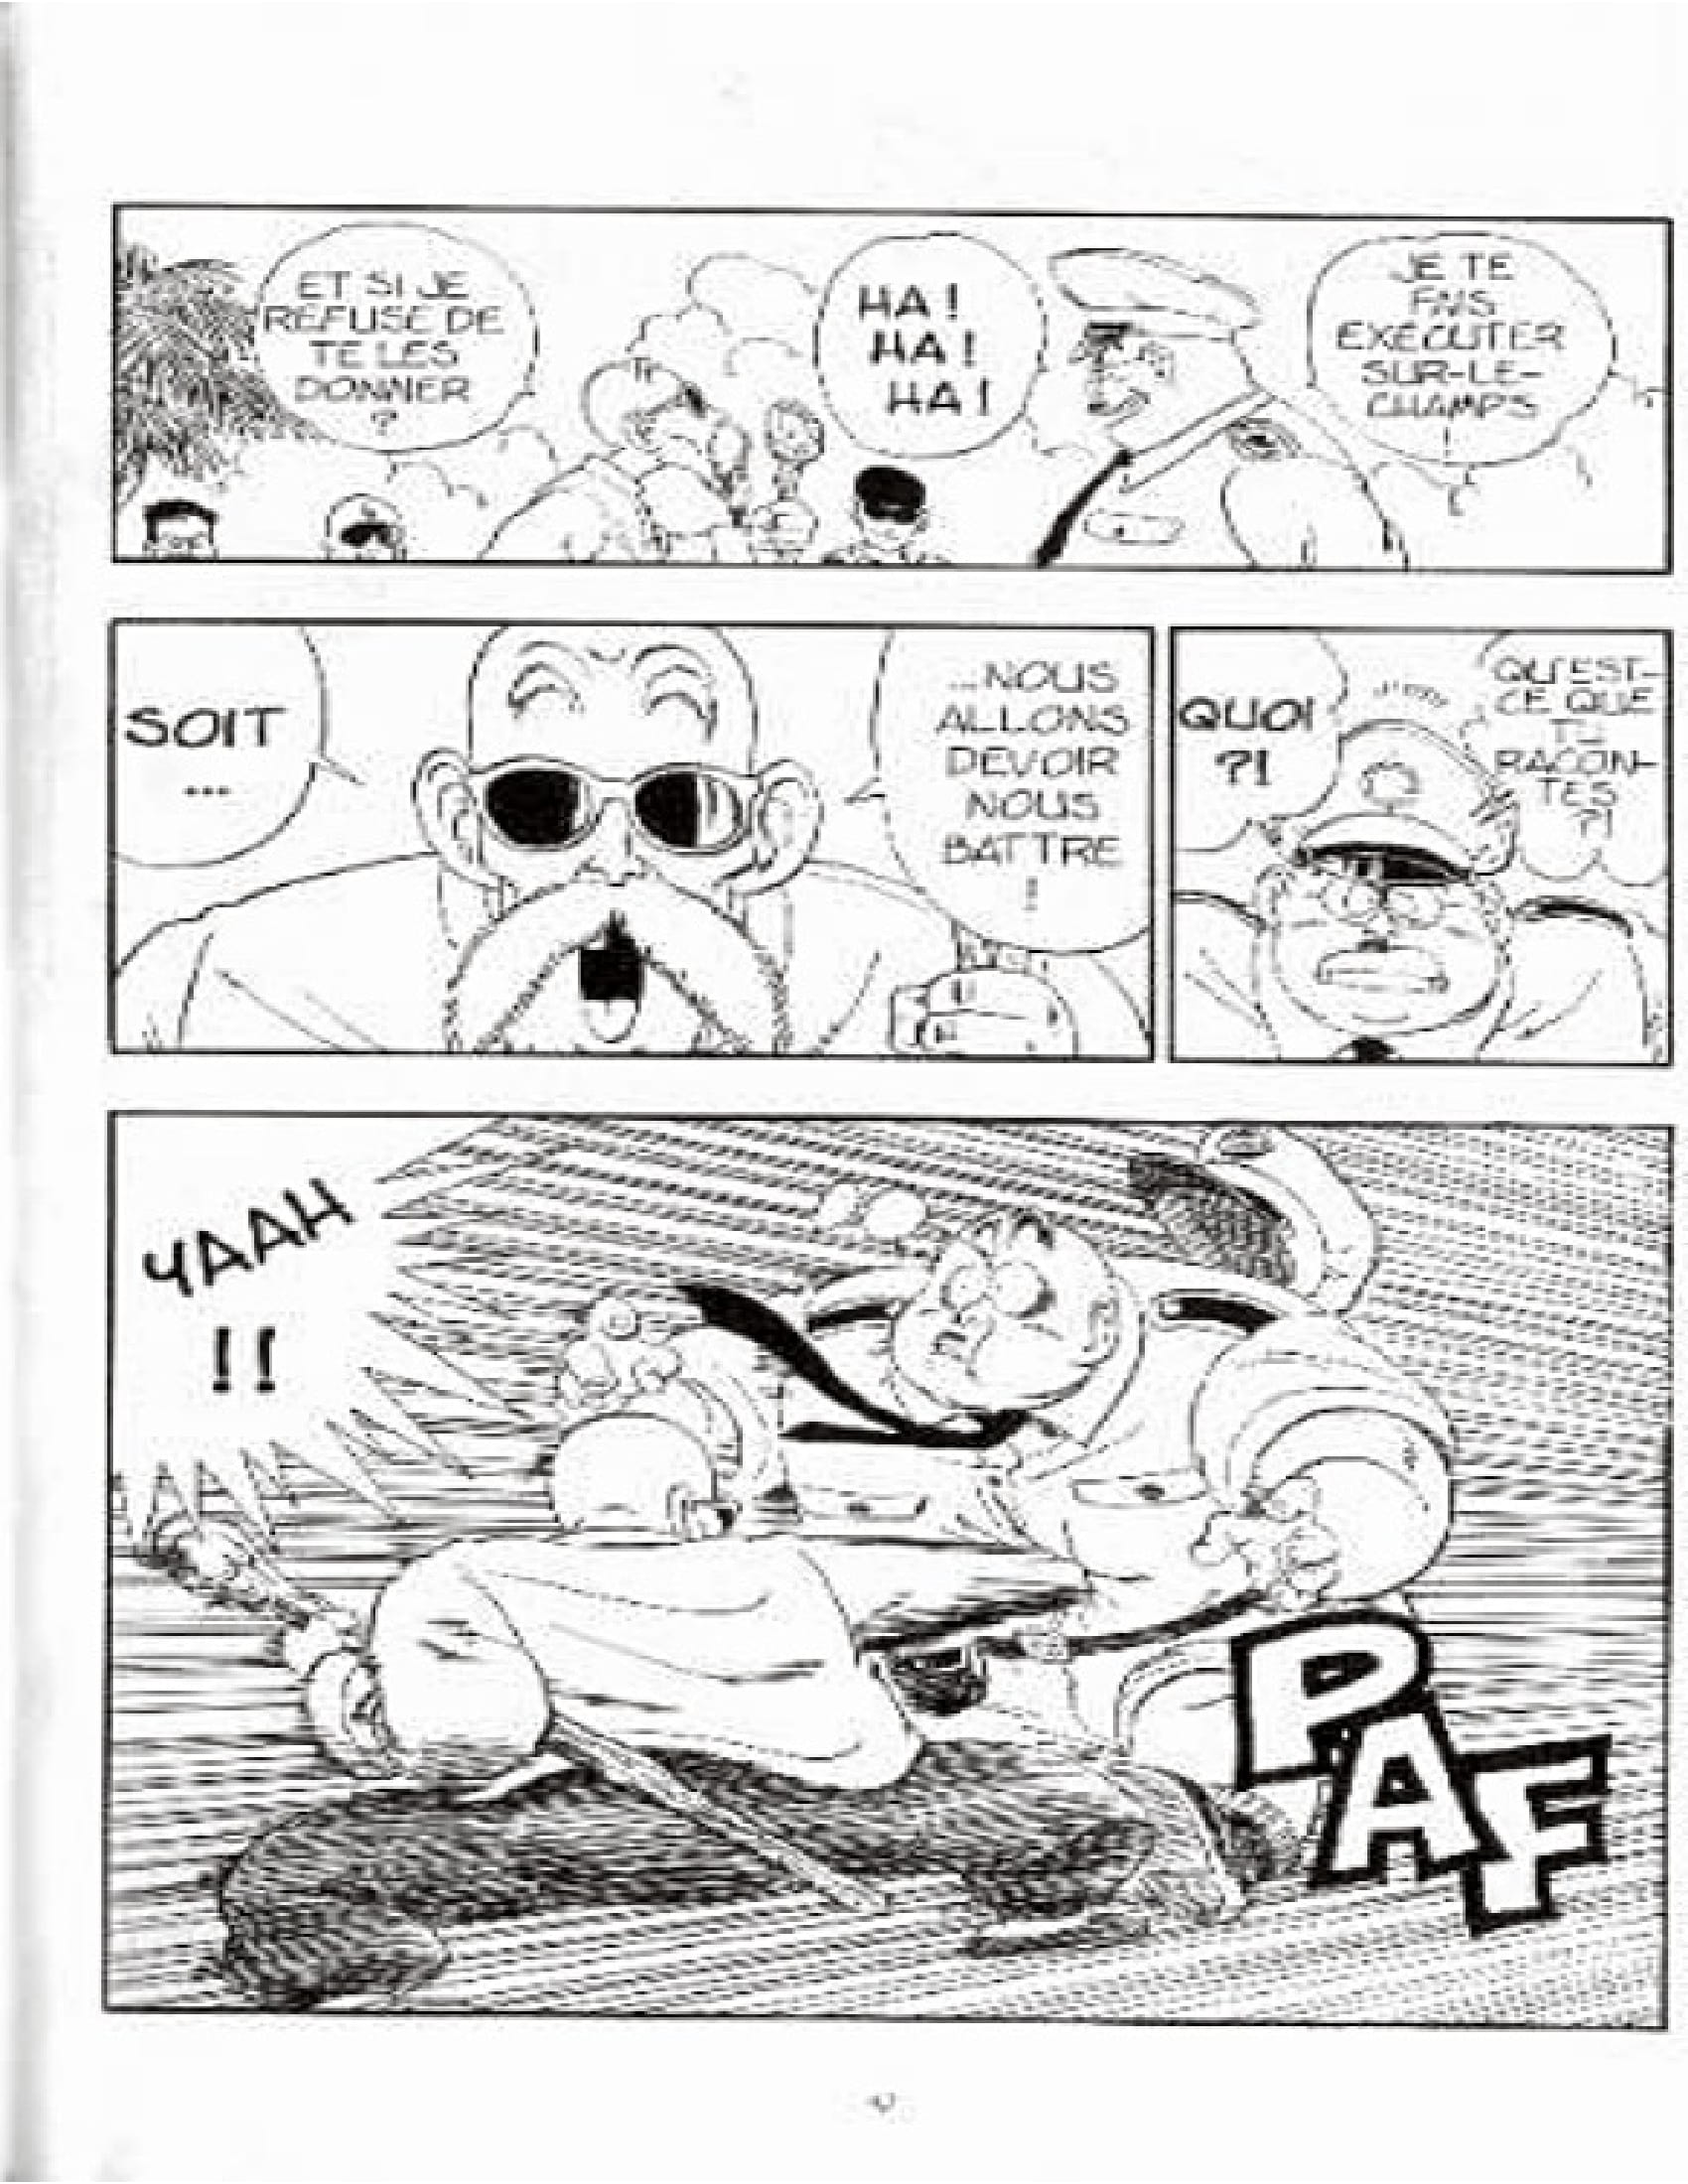 ET SI JE
REFUSE DE
TE LES
DONNER
?
HA!
HA!
HA!
JE TE
FAIS
EXÉCUTER
SUR-LE-
CHAMPS
!
SOIT
...
...NOUS
ALLONS
DEVOIR
NOUS
BATTRE
!
QUOI
?!
QU'EST-
CE QUE
TU
RACON-
TES
?!
YAAH
!!
PAF